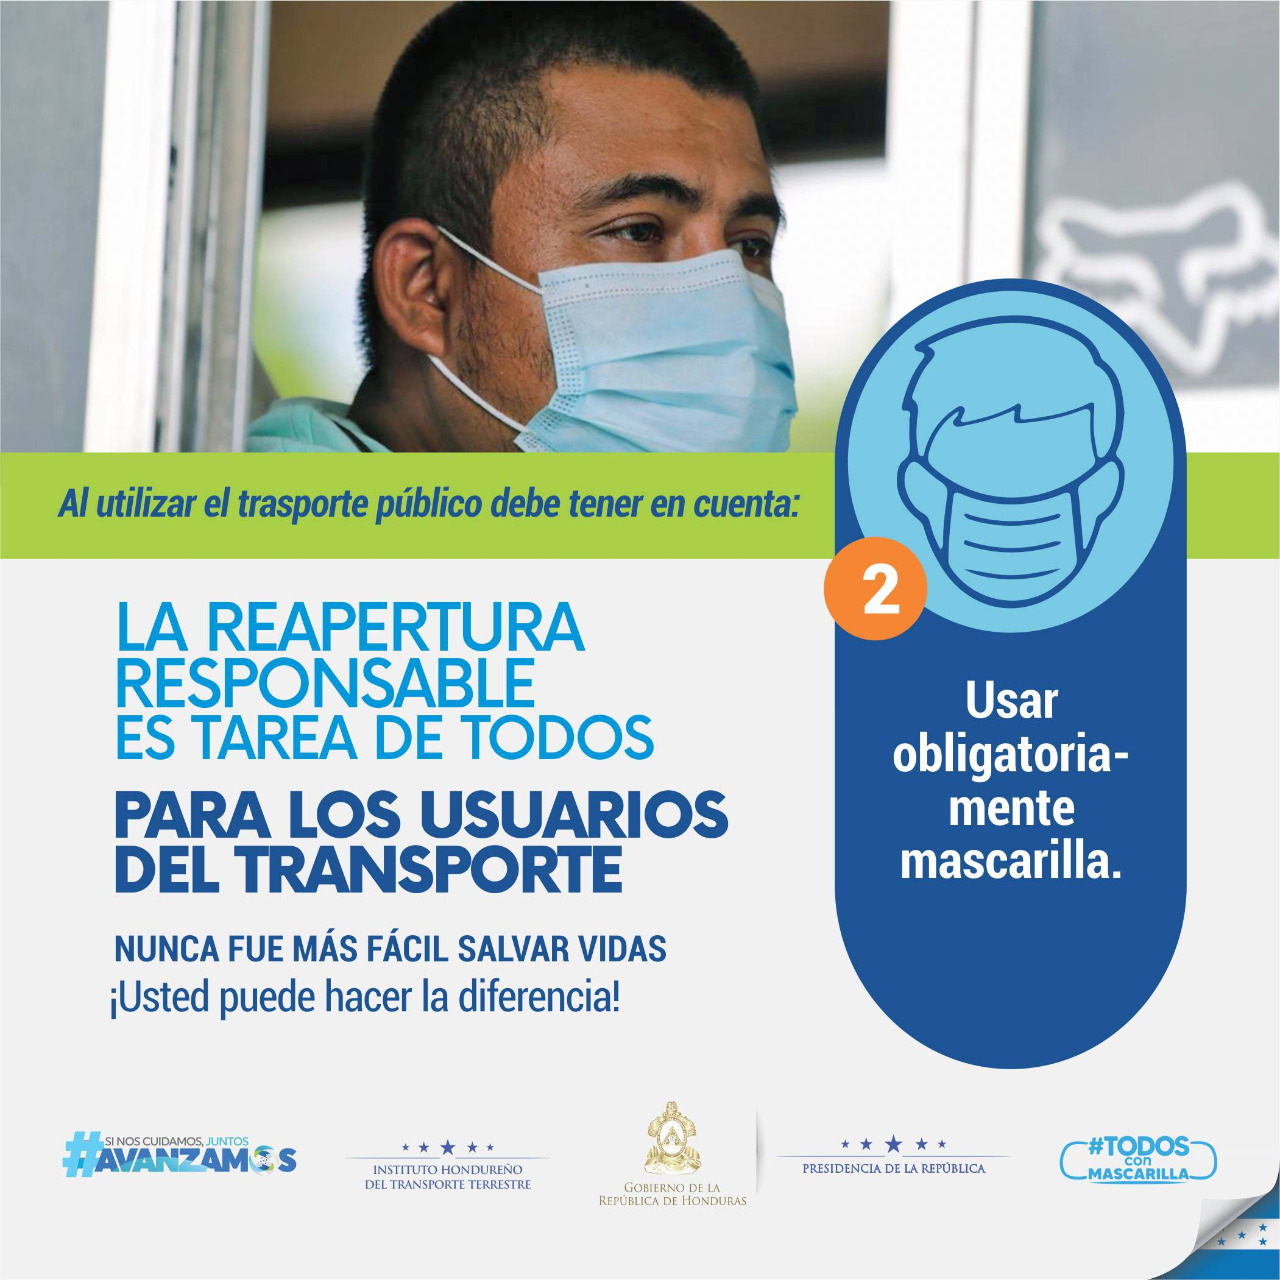 Al utilizar el trasporte público debe tener en cuenta:
2
Usar
obligatoria-
mente
mascarilla.
LA REAPERTURA
RESPONSABLE
ES TAREA DE TODOS
PARA LOS USUARIOS
DEL TRANSPORTE
NUNCA FUE MÁS FÁCIL SALVAR VIDAS
¡Usted puede hacer la diferencia!
SI NOS CUIDAMOS, JUNTOS
#AVANZAMOS
INSTITUTO HONDUREÑO
DEL TRANSPORTE TERRESTRE
GOBIERNO DE LA
REPÚBLICA DE HONDURAS
PRESIDENCIA DE LA REPÚBLICA
#TODOS
con
MASCARILLA